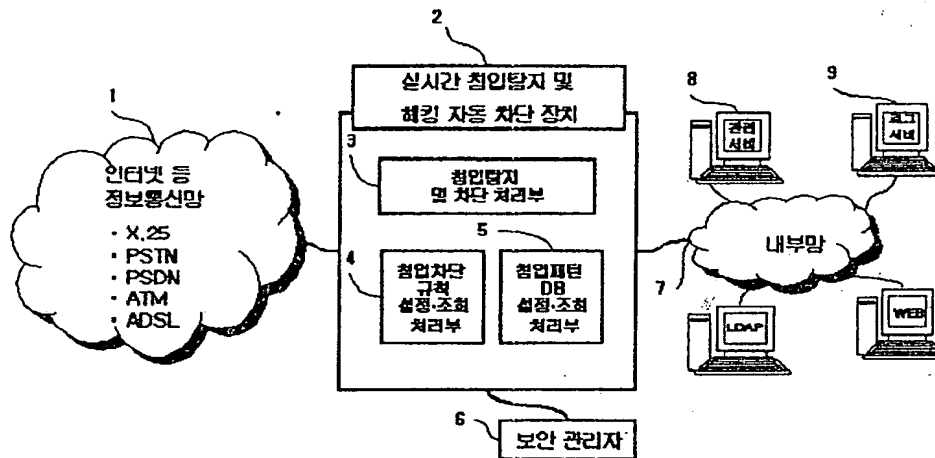 1
인터넷 등
정보통신망
· X.25
· PSTN
· PSDN
· ATM
· ADSL
2
실시간 침입탐지 및
해킹 자동 차단 장치
3
침입탐지
및 차단 처리부
4
침입차단
규칙
설정·조회
처리부
5
침입패턴
DB
설정·조회
처리부
6
보안 관리자
7
내부망
8
관리
서버
9
로그
서버
LDAP
WEB